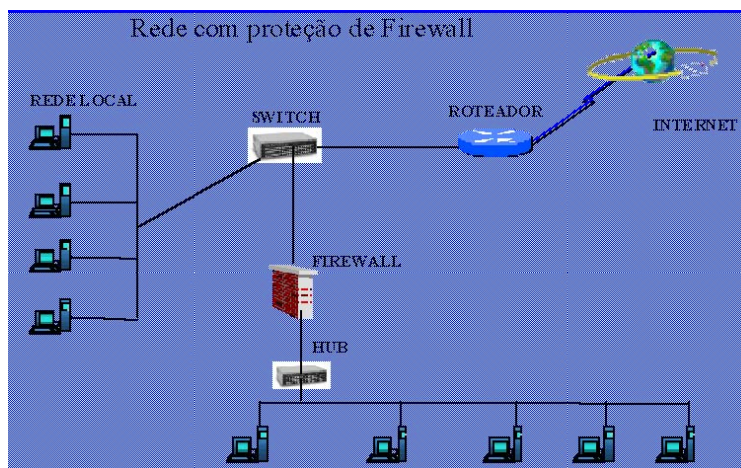 Rede com proteção de Firewall
REDE LOCAL
SWITCH
ROTEADOR
INTERNET
FIREWALL
HUB